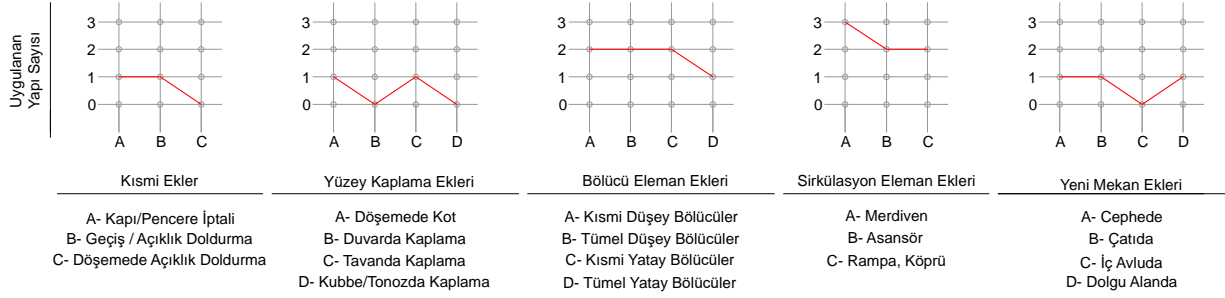 Uygulanan
Yapı Sayısı
3
2
1
0
A B C
3
2
1
0
A B C D
3
2
1
0
A B C D
3
2
1
0
A B C
3
2
1
0
A B C D
Kısmi Ekler
A- Kapı/Pencere İptali
B- Geçiş / Açıklık Doldurma
C- Döşemede Açıklık Doldurma
Yüzey Kaplama Ekleri
A- Döşemede Kot
B- Duvarda Kaplama
C- Tavanda Kaplama
D- Kubbe/Tonozda Kaplama
Bölücü Eleman Ekleri
A- Kısmi Düşey Bölücüler
B- Tümel Düşey Bölücüler
C- Kısmi Yatay Bölücüler
D- Tümel Yatay Bölücüler
Sirkülasyon Eleman Ekleri
A- Merdiven
B- Asansör
C- Rampa, Köprü
Yeni Mekan Ekleri
A- Cephede
B- Çatıda
C- İç Avluda
D- Dolgu Alanda